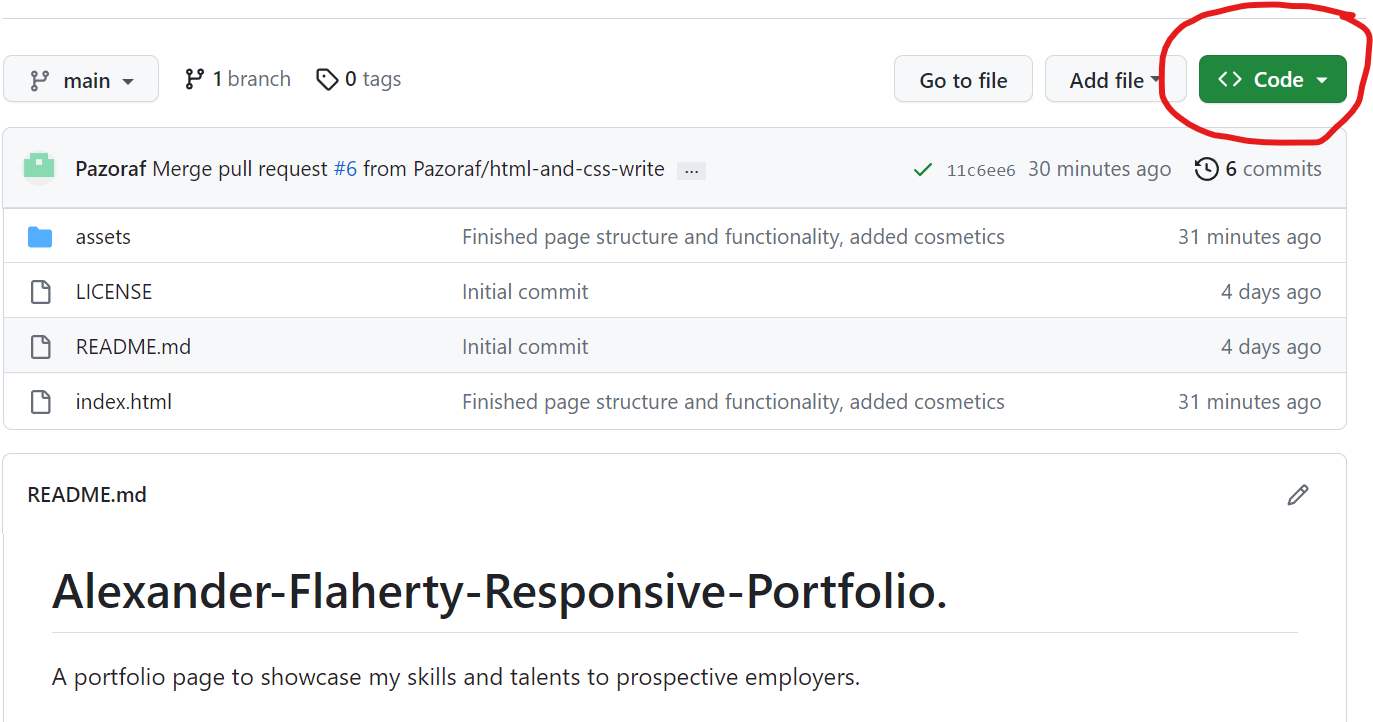 main 1 branch 0 tags Go to file Add file <> Code
Pazoraf Merge pull request #6 from Pazoraf/html-and-css-write ... 11c6ee6 30 minutes ago 6 commits
assets Finished page structure and functionality, added cosmetics 31 minutes ago
LICENSE Initial commit 4 days ago
README.md Initial commit 4 days ago
index.html Finished page structure and functionality, added cosmetics 31 minutes ago
README.md
Alexander-Flaherty-Responsive-Portfolio.
A portfolio page to showcase my skills and talents to prospective employers.